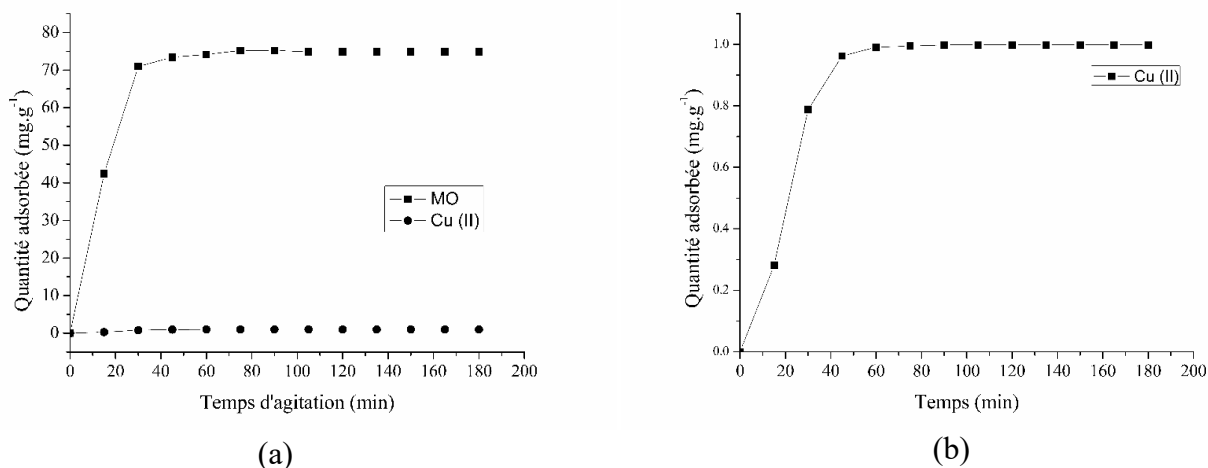 80
70
60
50
40
30
20
10
0
Quantité adsorbée (mg.g⁻¹)
MO
Cu (II)
0 20 40 60 80 100 120 140 160 180 200
Temps d'agitation (min)
(a)
1.0
0.8
0.6
0.4
0.2
0.0
Quantité adsorbée (mg.g⁻¹)
Cu (II)
0 20 40 60 80 100 120 140 160 180 200
Temps (min)
(b)